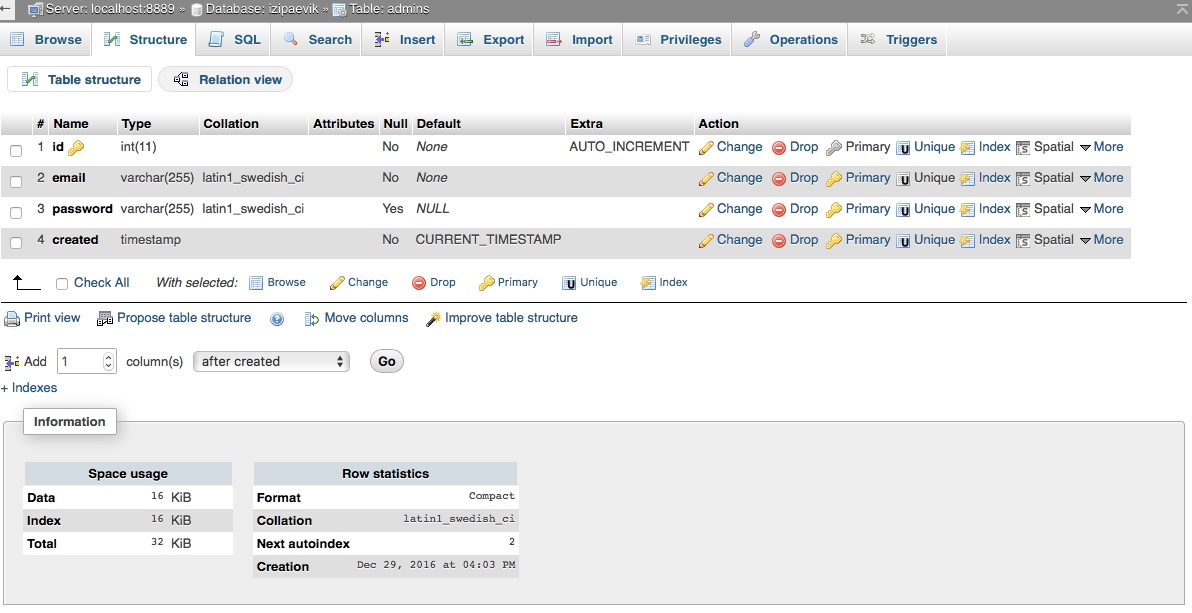 Server: localhost:8889 » Database: izipaevik » Table: admins
Browse Structure SQL Search Insert Export Import Privileges Operations Triggers
Table structure Relation view
# Name Type Collation Attributes Null Default Extra Action
1 id int(11) No None AUTO_INCREMENT Change Drop Primary Unique Index Spatial More
2 email varchar(255) latin1_swedish_ci No None Change Drop Primary Unique Index Spatial More
3 password varchar(255) latin1_swedish_ci Yes NULL Change Drop Primary Unique Index Spatial More
4 created timestamp No CURRENT_TIMESTAMP Change Drop Primary Unique Index Spatial More
Check All With selected: Browse Change Drop Primary Unique Index
Print view Propose table structure Move columns Improve table structure
Add 1 column(s) after created Go
+ Indexes
Information
Space usage
Data 16 KiB
Index 16 KiB
Total 32 KiB
Row statistics
Format Compact
Collation latin1_swedish_ci
Next autoindex 2
Creation Dec 29, 2016 at 04:03 PM